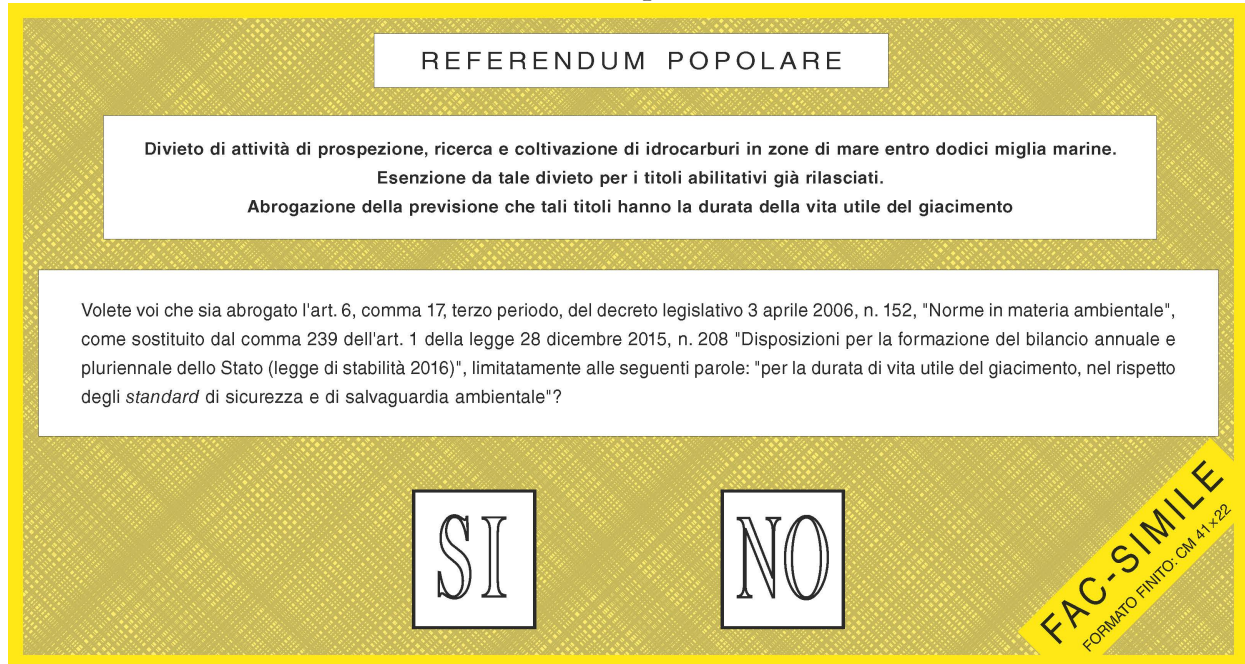 REFERENDUM POPOLARE
Divieto di attività di prospezione, ricerca e coltivazione di idrocarburi in zone di mare entro dodici miglia marine.
Esenzione da tale divieto per i titoli abilitativi già rilasciati.
Abrogazione della previsione che tali titoli hanno la durata della vita utile del giacimento
Volete voi che sia abrogato l'art. 6, comma 17, terzo periodo, del decreto legislativo 3 aprile 2006, n. 152, "Norme in materia ambientale",
come sostituito dal comma 239 dell'art. 1 della legge 28 dicembre 2015, n. 208 "Disposizioni per la formazione del bilancio annuale e
pluriennale dello Stato (legge di stabilità 2016)", limitatamente alle seguenti parole: "per la durata di vita utile del giacimento, nel rispetto
degli standard di sicurezza e di salvaguardia ambientale"?
SI
NO
FAC-SIMILE
FORMATO FINITO: CM 41×22